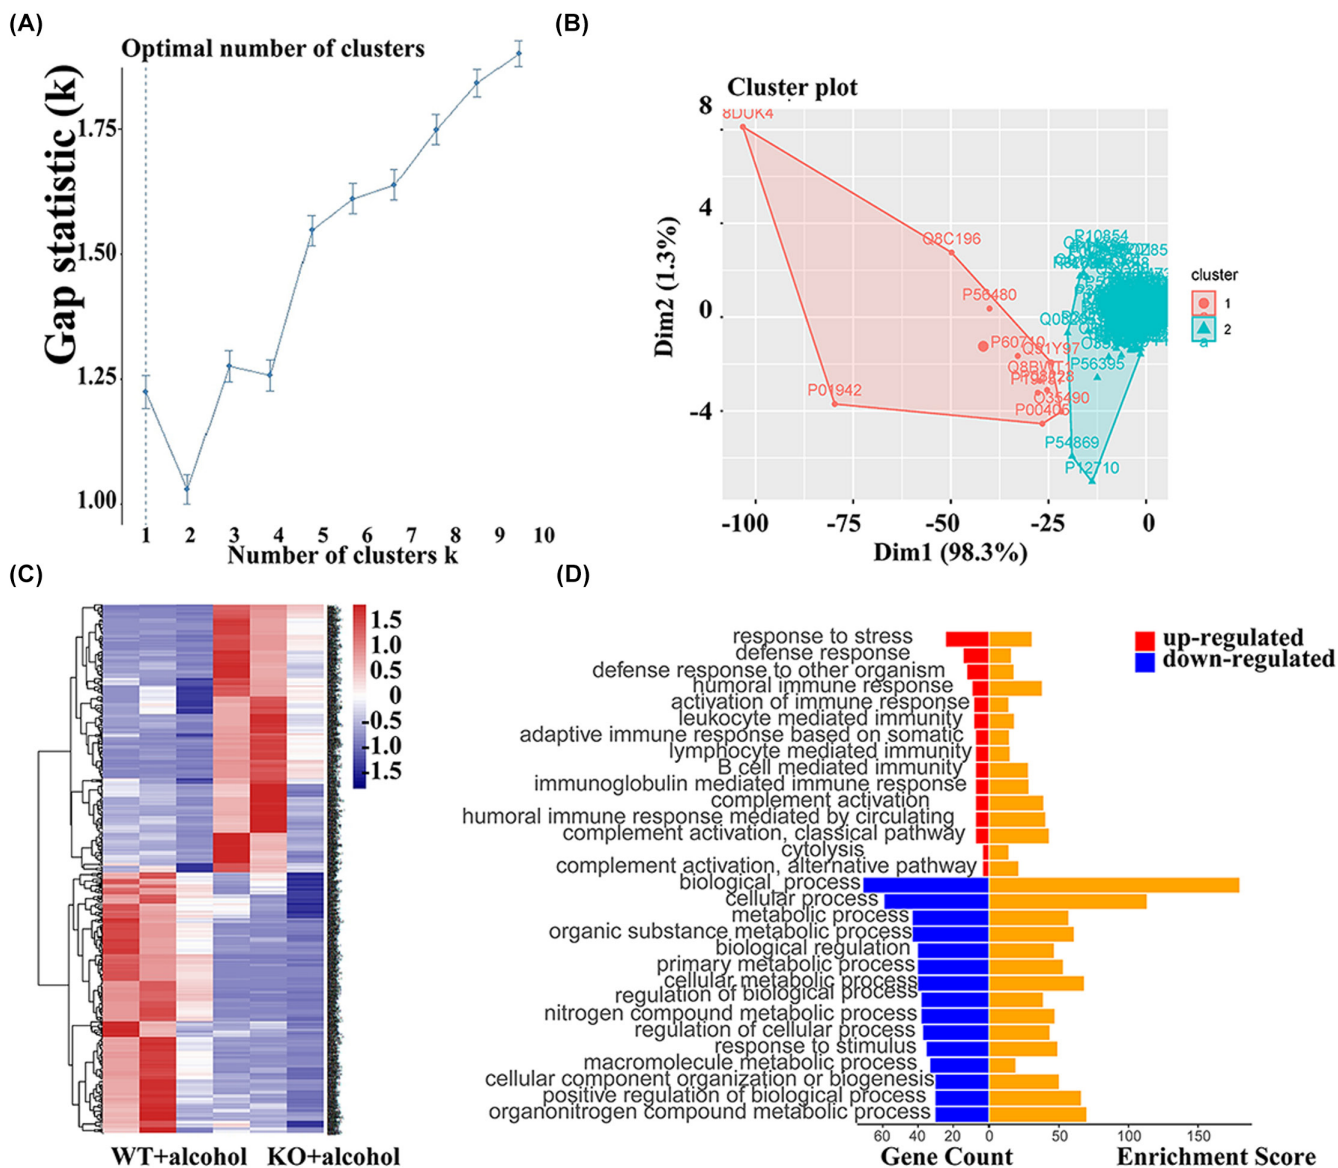 (A)
Optimal number of clusters
Gap statistic (k)
1.75
1.50
1.25
1.00
1 2 3 4 5 6 7 8 9 10
Number of clusters k
(B)
Cluster plot
8
4
0
-4
Dim2 (1.3%)
8DUK4
Q8C196
P56480
P60710
Q91Y97
P01942
O35490
P00405
R10854
P56395
P54869
P12710
-100 -75 -50 -25 0
Dim1 (98.3%)
cluster
1
2
(C)
1.5
1.0
0.5
0
-0.5
-1.0
-1.5
WT+alcohol KO+alcohol
(D)
up-regulated
down-regulated
response to stress
defense response
defense response to other organism
humoral immune response
activation of immune response
leukocyte mediated immunity
adaptive immune response based on somatic
lymphocyte mediated immunity
B cell mediated immunity
immunoglobulin mediated immune response
complement activation
humoral immune response mediated by circulating
complement activation, classical pathway
cytolysis
complement activation, alternative pathway
biological process
cellular process
metabolic process
organic substance metabolic process
biological regulation
primary metabolic process
cellular metabolic process
regulation of biological process
nitrogen compound metabolic process
regulation of cellular process
response to stimulus
macromolecule metabolic process
cellular component organization or biogenesis
positive regulation of biological process
organonitrogen compound metabolic process
60 40 20 0 50 100 150
Gene Count Enrichment Score